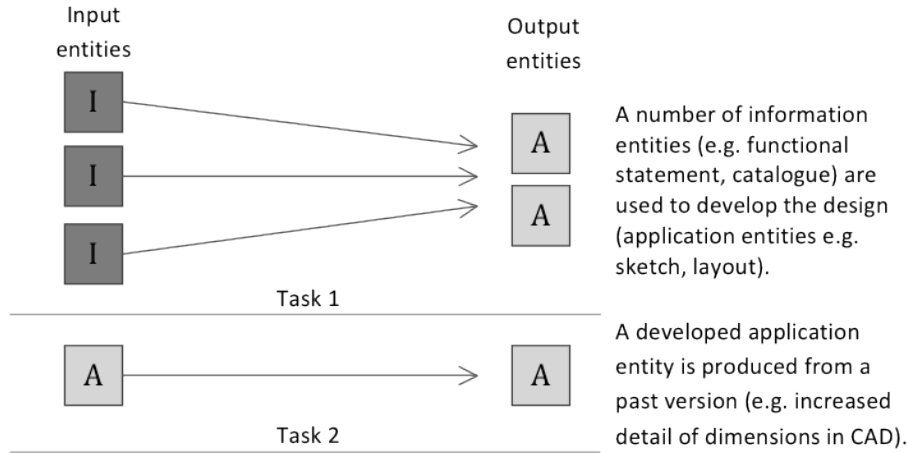 Input
entities
Output
entities
I
I
I
A
A
A number of information
entities (e.g. functional
statement, catalogue) are
used to develop the design
(application entities e.g.
sketch, layout).
Task 1
A
A
A developed application
entity is produced from a
past version (e.g. increased
detail of dimensions in CAD).
Task 2